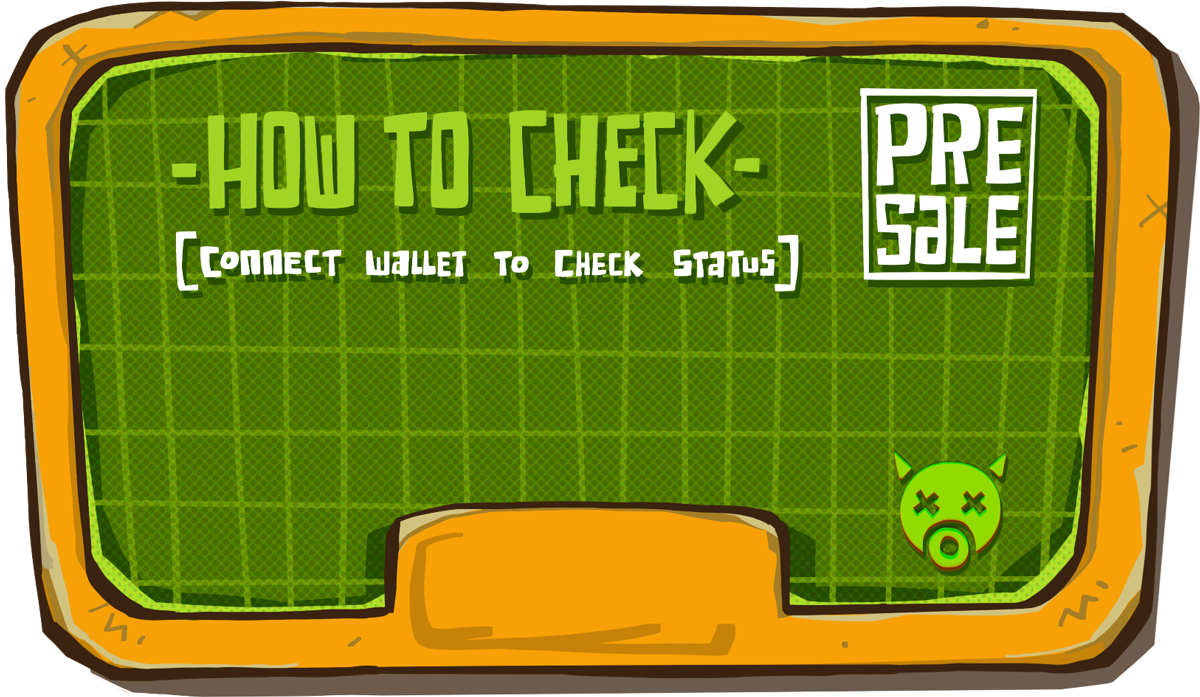 -HOW TO CHECK-
[CONNECT WALLET TO CHECK STATUS]
PRE
SALE